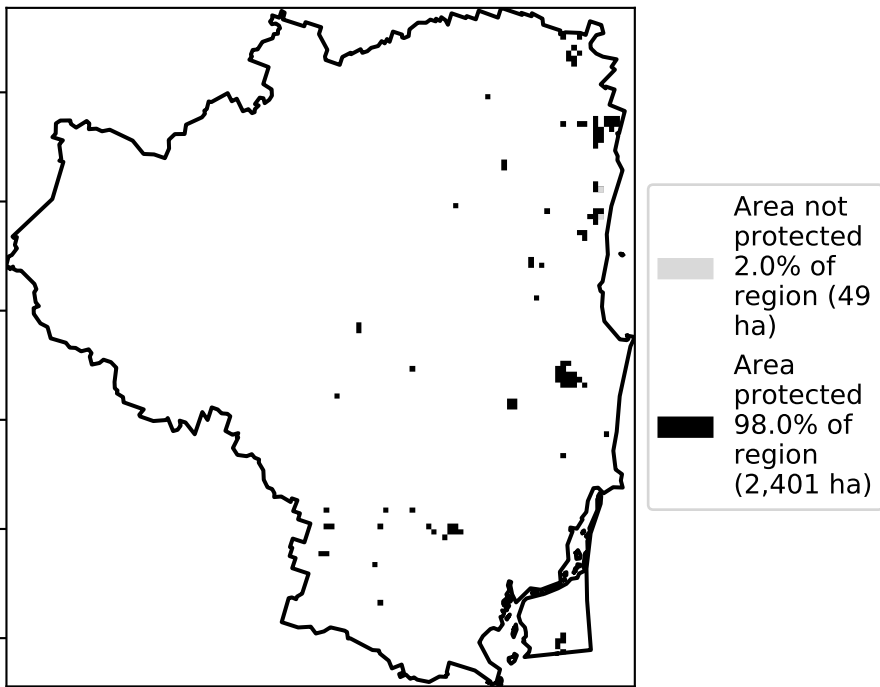 Area not
protected
2.0% of
region (49
ha)
Area
protected
98.0% of
region
(2,401 ha)